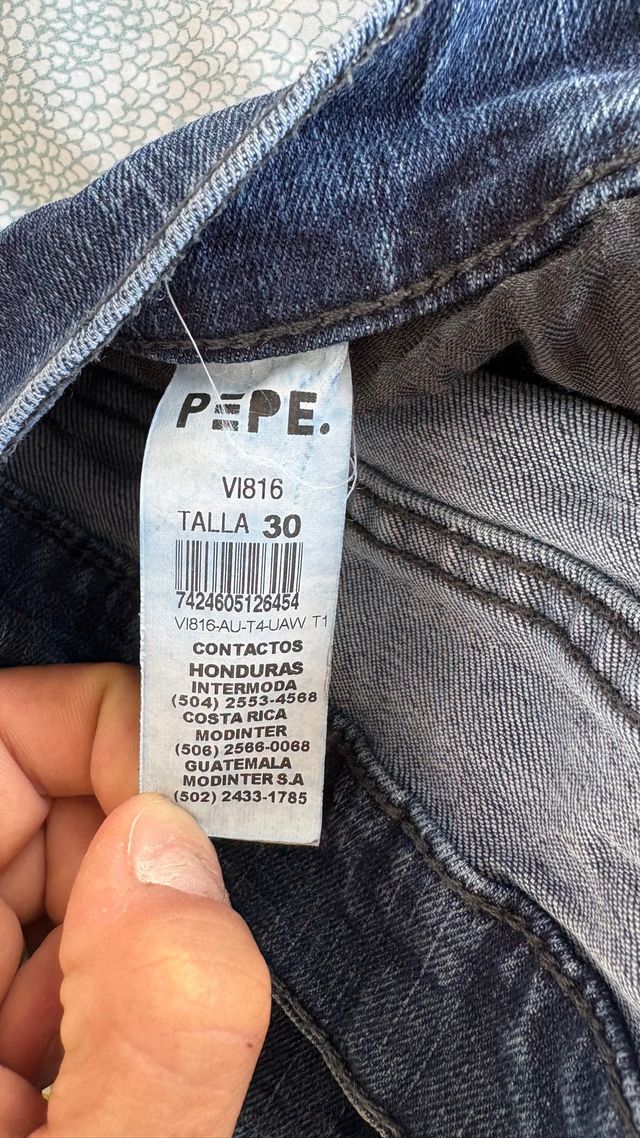 PEPE.
VI816
TALLA 30
7424605126454
VI816-AU-T4-UAW T1
CONTACTOS
HONDURAS
INTERMODA
(504) 2553-4568
COSTA RICA
MODINTER
(506) 2566-0068
GUATEMALA
MODINTER S.A
(502) 2433-1785